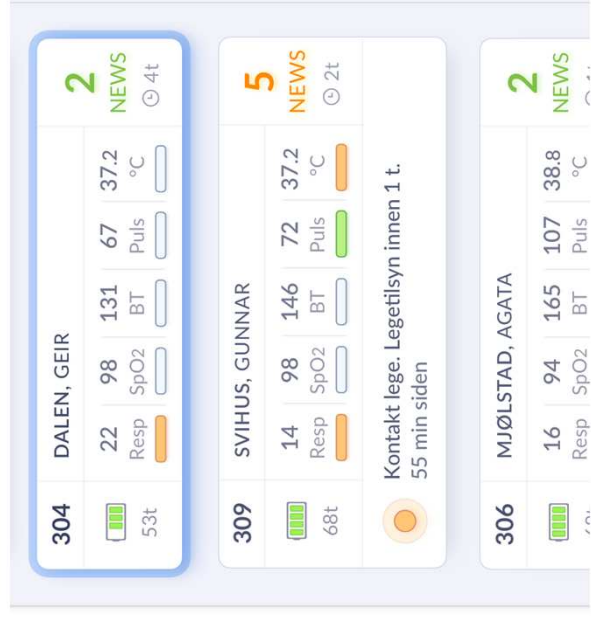 304
DALEN, GEIR
2
NEWS
53t
22
Resp
98
SpO2
131
BT
67
Puls
37.2
°C
4t
309
SVIHUS, GUNNAR
5
NEWS
68t
14
Resp
98
SpO2
146
BT
72
Puls
37.2
°C
2t
Kontakt lege. Legetilsyn innen 1 t.
55 min siden
306
MJØLSTAD, AGATA
2
NEWS
16
Resp
94
SpO2
165
BT
107
Puls
38.8
°C